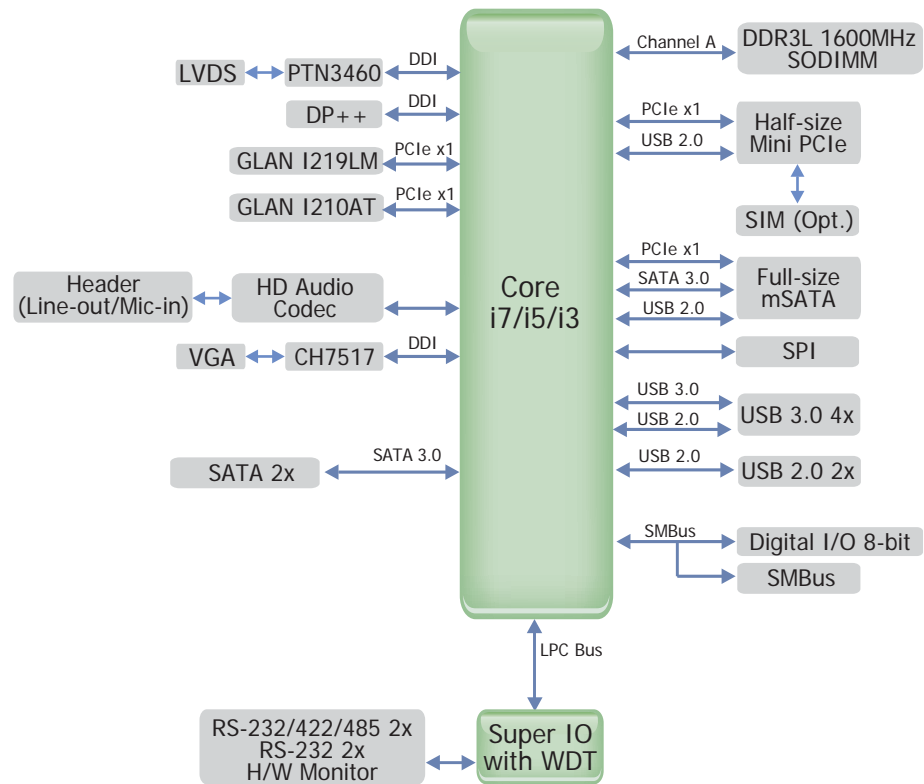 Channel A
DDR3L 1600MHz
SODIMM
LVDS
PTN3460
DDI
DP++
DDI
PCIe x1
USB 2.0
Half-size
Mini PCIe
GLAN I219LM
PCIe x1
GLAN I210AT
PCIe x1
SIM (Opt.)
Header
(Line-out/Mic-in)
HD Audio
Codec
Core
i7/i5/i3
PCIe x1
SATA 3.0
USB 2.0
Full-size
mSATA
VGA
CH7517
DDI
SPI
USB 3.0
USB 2.0
USB 3.0 4x
SATA 2x
SATA 3.0
USB 2.0
USB 2.0 2x
SMBus
Digital I/O 8-bit
SMBus
LPC Bus
RS-232/422/485 2x
RS-232 2x
H/W Monitor
Super IO
with WDT